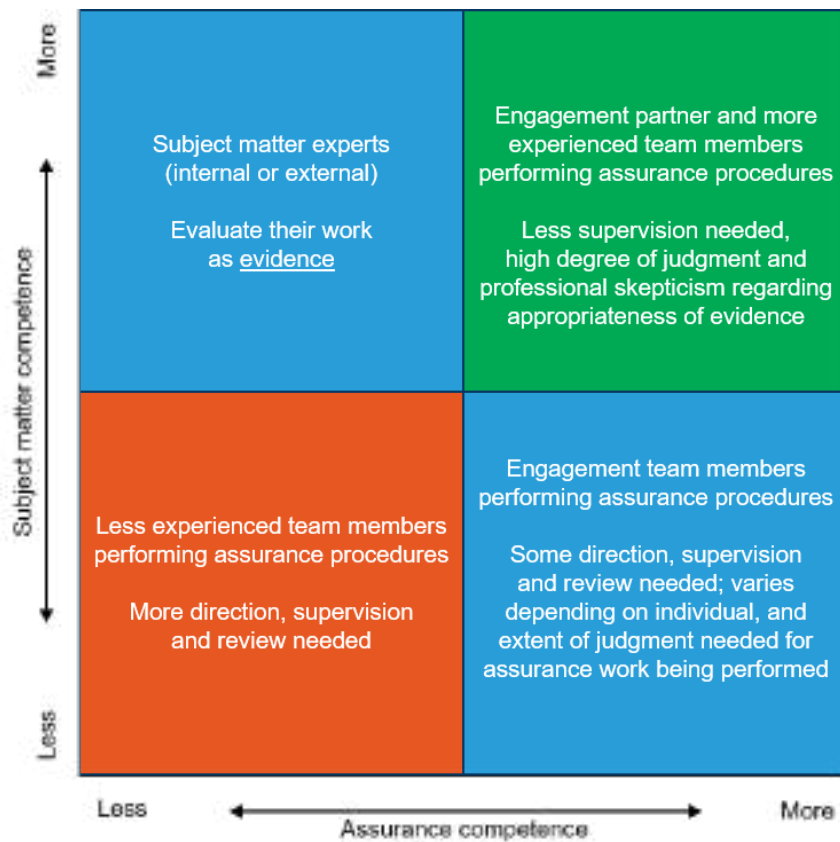 More
Subject matter competence
Less
Subject matter experts
(internal or external)
Evaluate their work
as evidence
Engagement partner and more
experienced team members
performing assurance procedures
Less supervision needed,
high degree of judgment and
professional skepticism regarding
appropriateness of evidence
Less experienced team members
performing assurance procedures
More direction, supervision
and review needed
Engagement team members
performing assurance procedures
Some direction, supervision
and review needed; varies
depending on individual, and
extent of judgment needed for
assurance work being performed
Less
Assurance competence
More